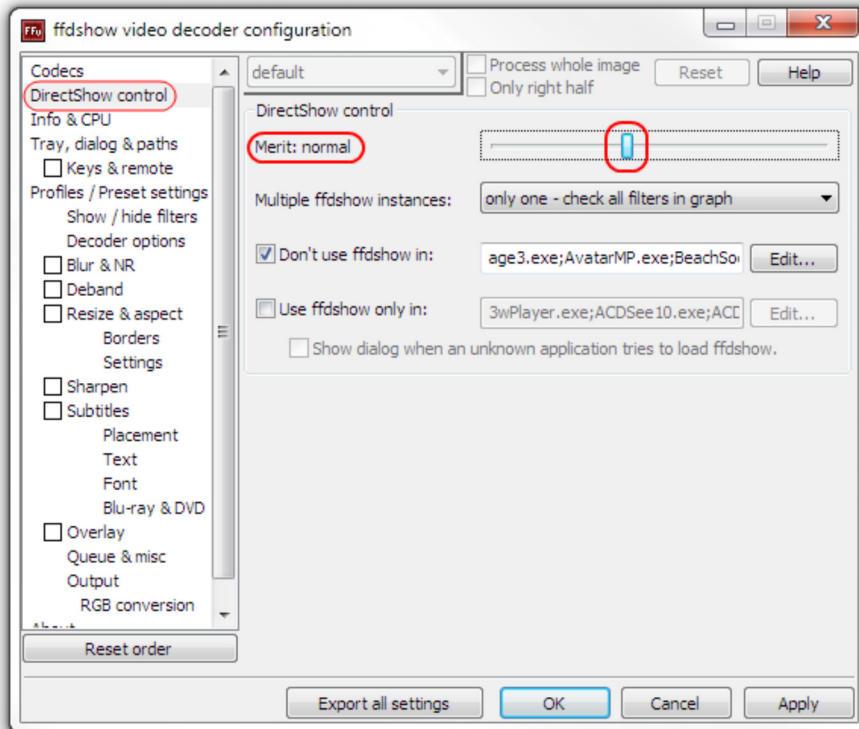 FFv ffdshow video decoder configuration
Codecs
DirectShow control
Info & CPU
Tray, dialog & paths
Keys & remote
Profiles / Preset settings
Show / hide filters
Decoder options
Blur & NR
Deband
Resize & aspect
Borders
Settings
Sharpen
Subtitles
Placement
Text
Font
Blu-ray & DVD
Overlay
Queue & misc
Output
RGB conversion
About
Reset order
default
Process whole image
Only right half
Reset
Help
DirectShow control
Merit: normal
Multiple ffdshow instances:
only one - check all filters in graph
Don't use ffdshow in:
age3.exe;AvatarMP.exe;BeachSo
Edit...
Use ffdshow only in:
3wPlayer.exe;ACDSee10.exe;ACD
Edit...
Show dialog when an unknown application tries to load ffdshow.
Export all settings
OK
Cancel
Apply